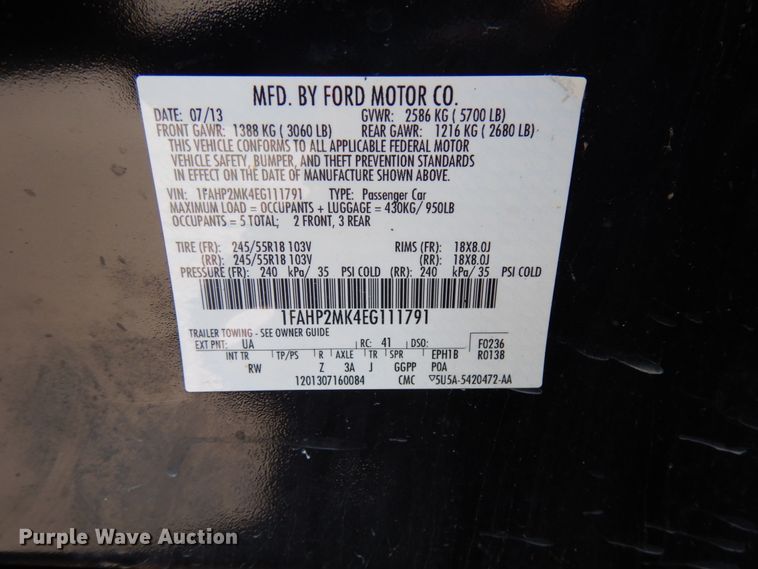 MFD. BY FORD MOTOR CO.
DATE: 07/13 GVWR: 2586 KG ( 5700 LB)
FRONT GAWR: 1388 KG ( 3060 LB) REAR GAWR: 1216 KG ( 2680 LB)
THIS VEHICLE CONFORMS TO ALL APPLICABLE FEDERAL MOTOR
VEHICLE SAFETY, BUMPER, AND THEFT PREVENTION STANDARDS
IN EFFECT ON THE DATE OF MANUFACTURE SHOWN ABOVE.
VIN: 1FAHP2MK4EG111791 TYPE: Passenger Car
MAXIMUM LOAD = OCCUPANTS + LUGGAGE = 430KG/ 950LB
OCCUPANTS = 5 TOTAL; 2 FRONT, 3 REAR
TIRE (FR): 245/55R18 103V RIMS (FR): 18X8.0J
(RR): 245/55R18 103V (RR): 18X8.0J
PRESSURE (FR): 240 kPa/ 35 PSI COLD (RR): 240 kPa/ 35 PSI COLD
1FAHP2MK4EG111791
TRAILER TOWING - SEE OWNER GUIDE
EXT PNT: UA RC: 41 DSO: F0236
INT TR TP/PS R AXLE TR SPR EPH1B R0138
RW Z 3A J GGPP POA
1201307160084 CMC ▽5U5A-5420472-AA
Purple Wave Auction